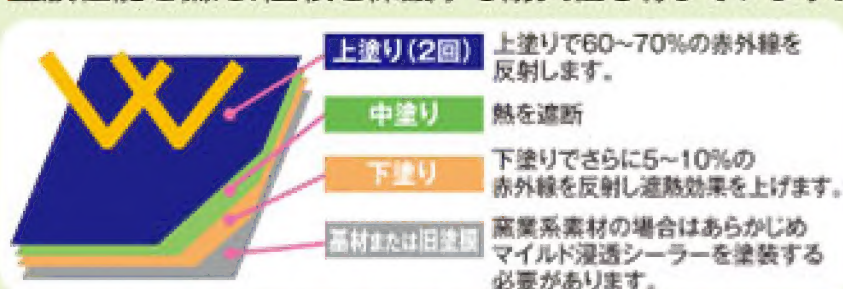 上塗り(2回)
上塗りで60~70%の赤外線を
反射します。
中塗り
熱を遮断
下塗り
下塗りでさらに5~10%の
赤外線を反射し遮熱効果を上げます。
基材または旧塗膜
窯業系素材の場合はあらかじめ
マイルド浸透シーラーを塗装する
必要があります。